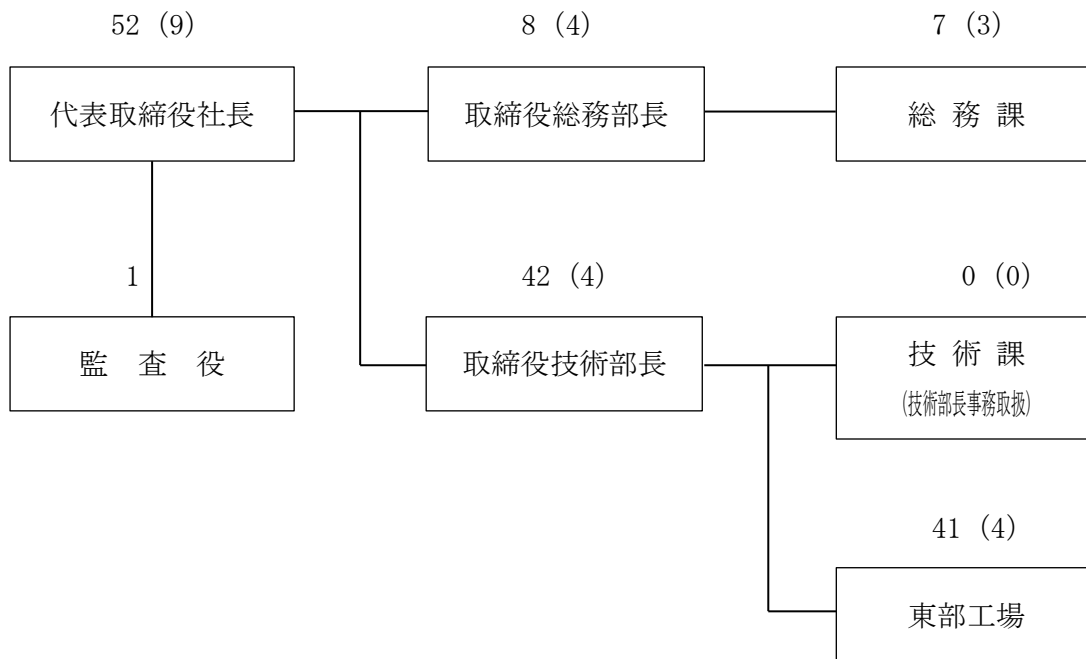 52 (9)
8 (4)
7 (3)
代表取締役社長
取締役総務部長
総 務 課
1
42 (4)
0 (0)
監 査 役
取締役技術部長
技 術 課
(技術部長事務取扱)
41 (4)
東部工場